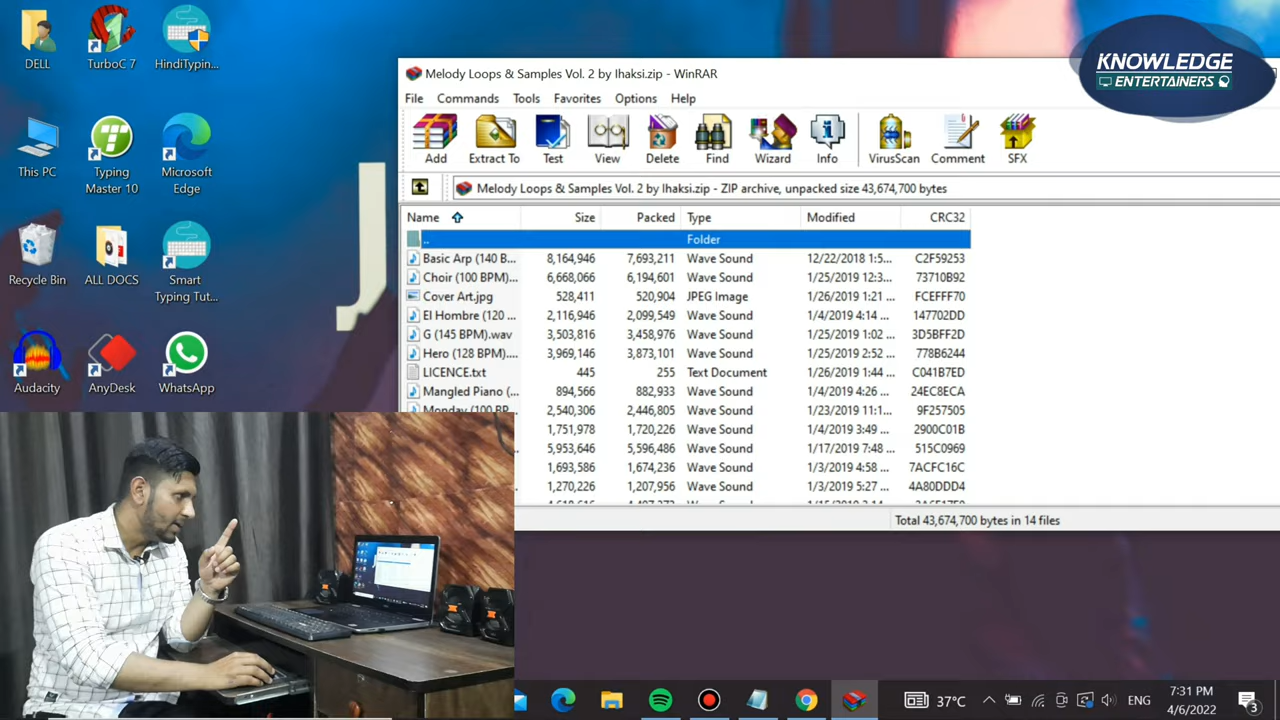 DELL
TurboC 7
HindiTypin...
This PC
Typing
Master 10
Microsoft
Edge
Recycle Bin
ALL DOCS
Smart
Typing Tut...
Audacity
AnyDesk
WhatsApp
KNOWLEDGE
ENTERTAINERS
Melody Loops & Samples Vol. 2 by Ihaksi.zip - WinRAR
File Commands Tools Favorites Options Help
Add Extract To Test View Delete Find Wizard Info VirusScan Comment SFX
Melody Loops & Samples Vol. 2 by Ihaksi.zip - ZIP archive, unpacked size 43,674,700 bytes
Name Size Packed Type Modified CRC32
.. Folder
Basic Arp (140 B... 8,164,946 7,693,211 Wave Sound 12/22/2018 1:5... C2F59253
Choir (100 BPM)... 6,668,066 6,194,601 Wave Sound 1/25/2019 12:3... 73710B92
Cover Art.jpg 528,411 520,904 JPEG Image 1/26/2019 1:21 ... FCEFFF70
El Hombre (120 ... 2,116,946 2,099,549 Wave Sound 1/4/2019 4:14 ... 147702DD
G (145 BPM).wav 3,503,816 3,458,976 Wave Sound 1/25/2019 1:02 ... 3D5BFF2D
Hero (128 BPM).... 3,969,146 3,873,101 Wave Sound 1/25/2019 2:52 ... 778B6244
LICENCE.txt 445 255 Text Document 1/26/2019 1:44 ... C041B7ED
Mangled Piano (... 894,566 882,933 Wave Sound 1/4/2019 4:26 ... 24EC8ECA
Monday (100 BP... 2,540,306 2,446,805 Wave Sound 1/23/2019 11:1... 9F257505
1,751,978 1,720,226 Wave Sound 1/4/2019 3:49 ... 2900C01B
5,953,646 5,596,486 Wave Sound 1/17/2019 7:48 ... 515C0969
1,693,586 1,674,236 Wave Sound 1/3/2019 4:58 ... 7ACFC16C
1,270,226 1,207,956 Wave Sound 1/3/2019 5:27 ... 4A80DDD4
Total 43,674,700 bytes in 14 files
37°C
ENG
7:31 PM
4/6/2022
3